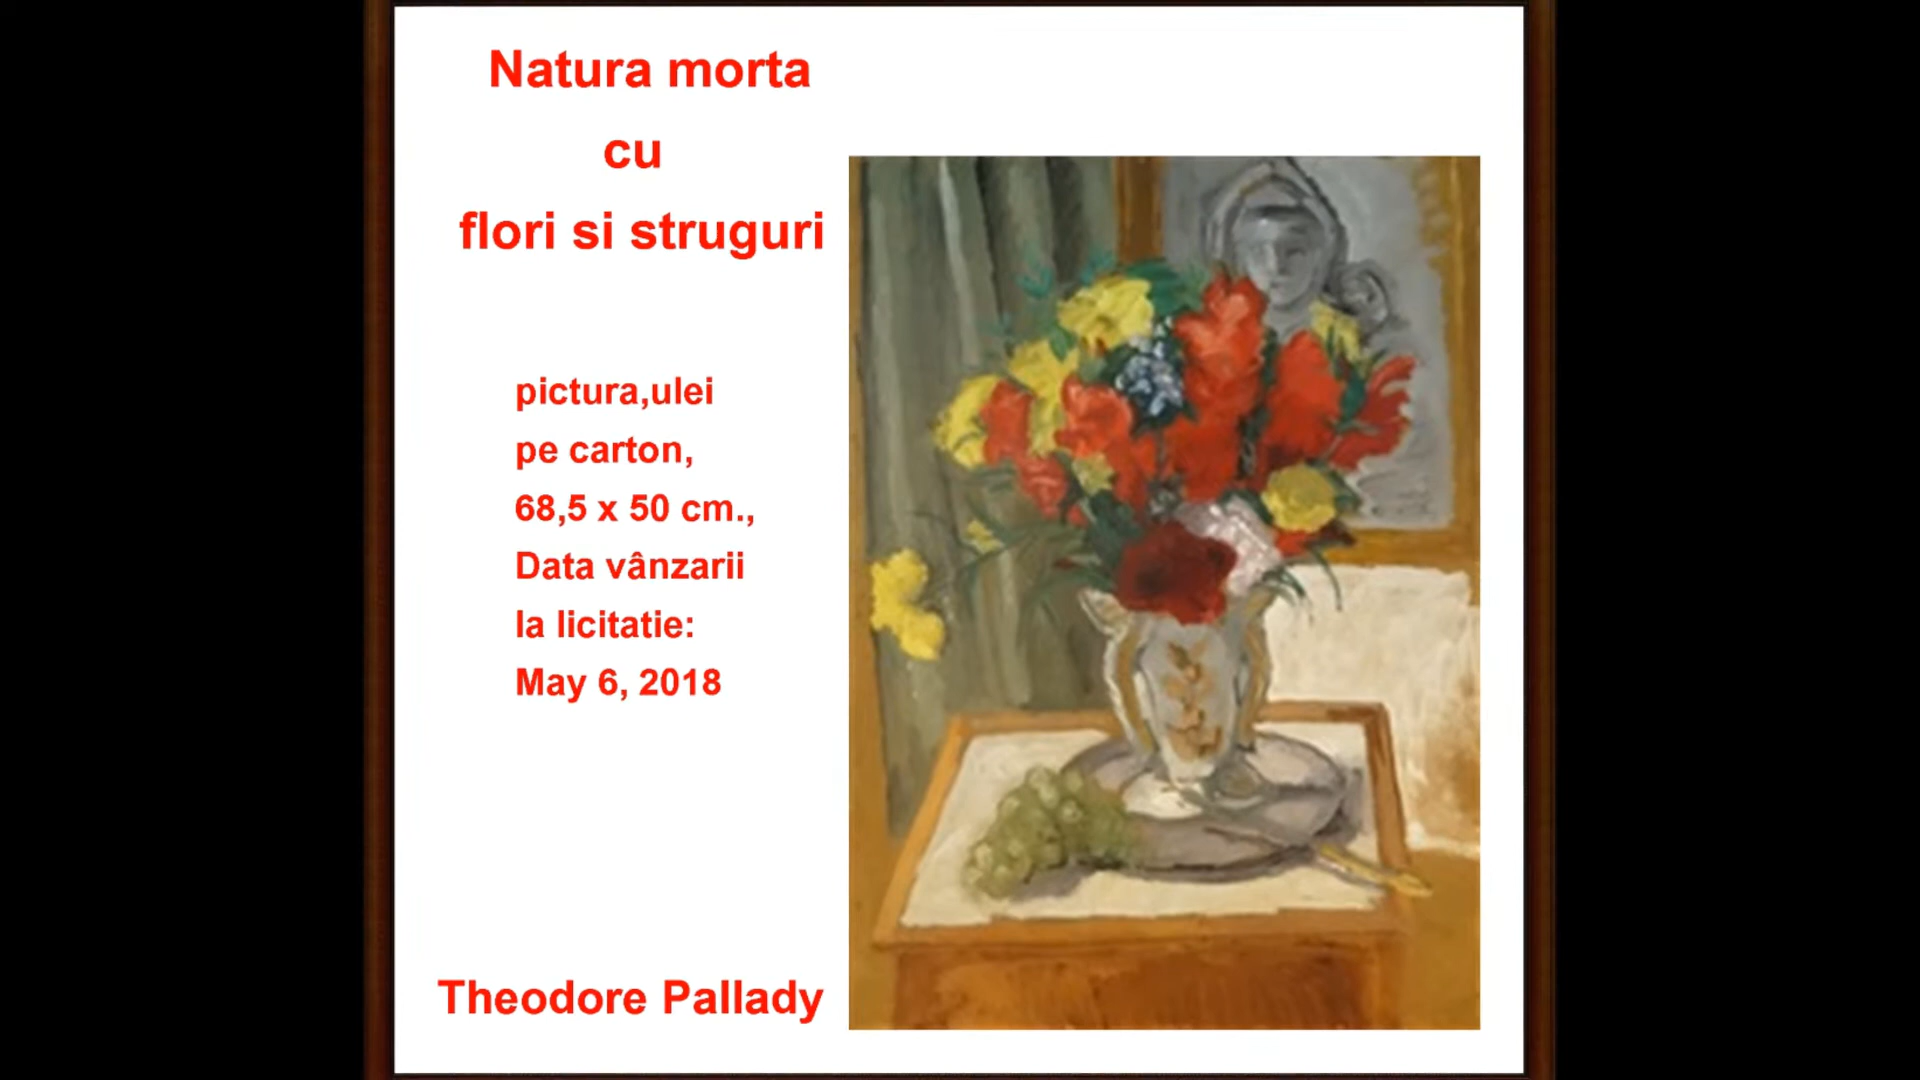 Natura morta
cu
flori si struguri
pictura,ulei
pe carton,
68,5 x 50 cm.,
Data vânzarii
la licitatie:
May 6, 2018
Theodore Pallady